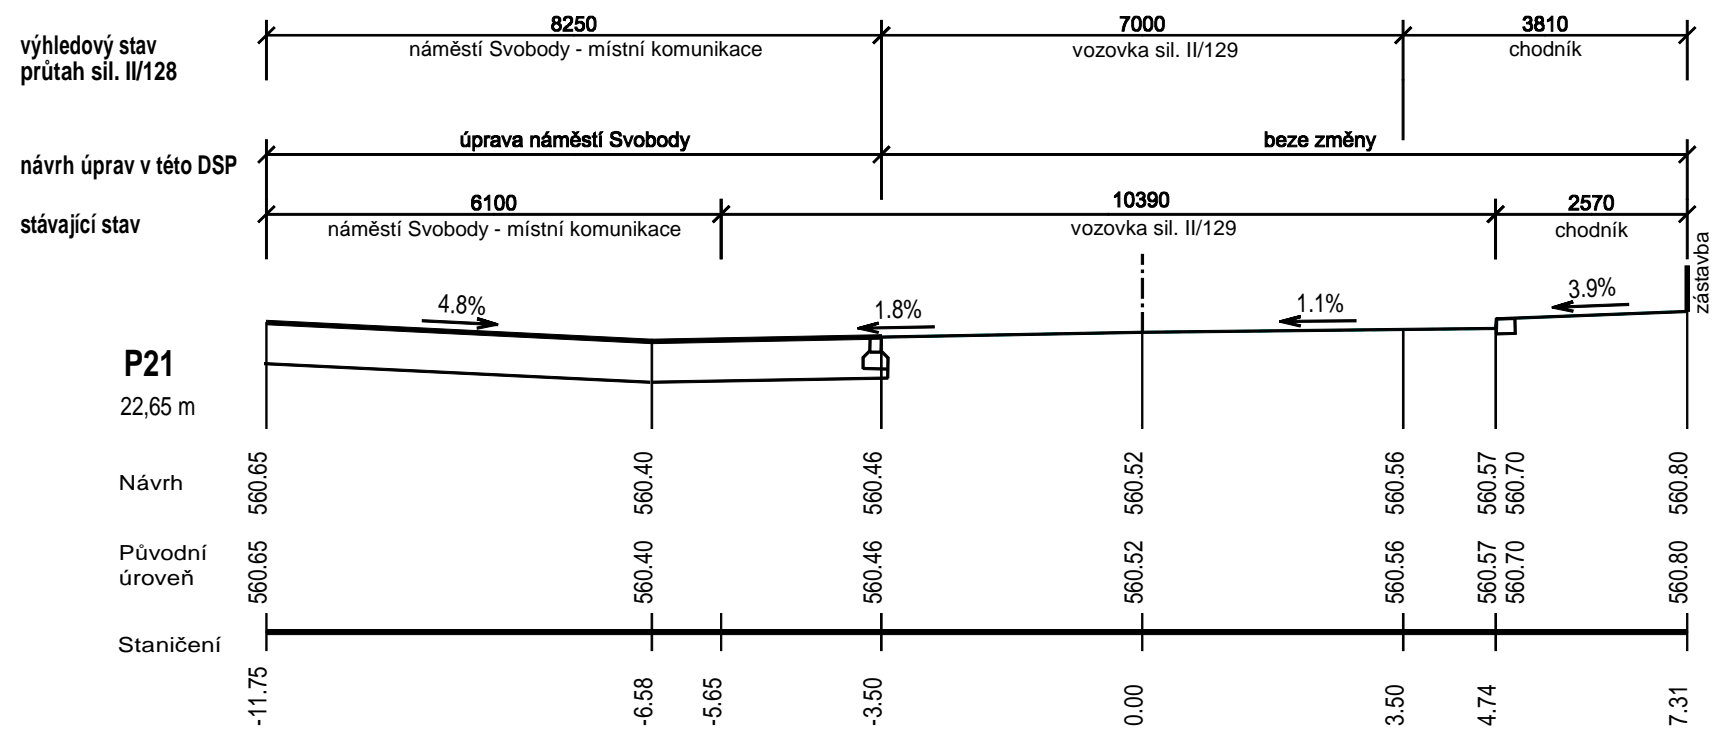 8250
7000
3810
výhledový stav
průtah sil. II/128
náměstí Svobody - místní komunikace
vozovka sil. II/129
chodník
úprava náměstí Svobody
beze změny
návrh úprav v této DSP
6100
10390
2570
stávající stav
náměstí Svobody - místní komunikace
vozovka sil. II/129
chodník
zástavba
4.8%
1.8%
1.1%
3.9%
P21
22,65 m
Návrh
560.65
560.40
560.46
560.52
560.56
560.57
560.70
560.80
Původní
úroveň
560.65
560.40
560.46
560.52
560.56
560.57
560.70
560.80
Staničení
-11.75
-6.58
-5.65
-3.50
0.00
3.50
4.74
7.31